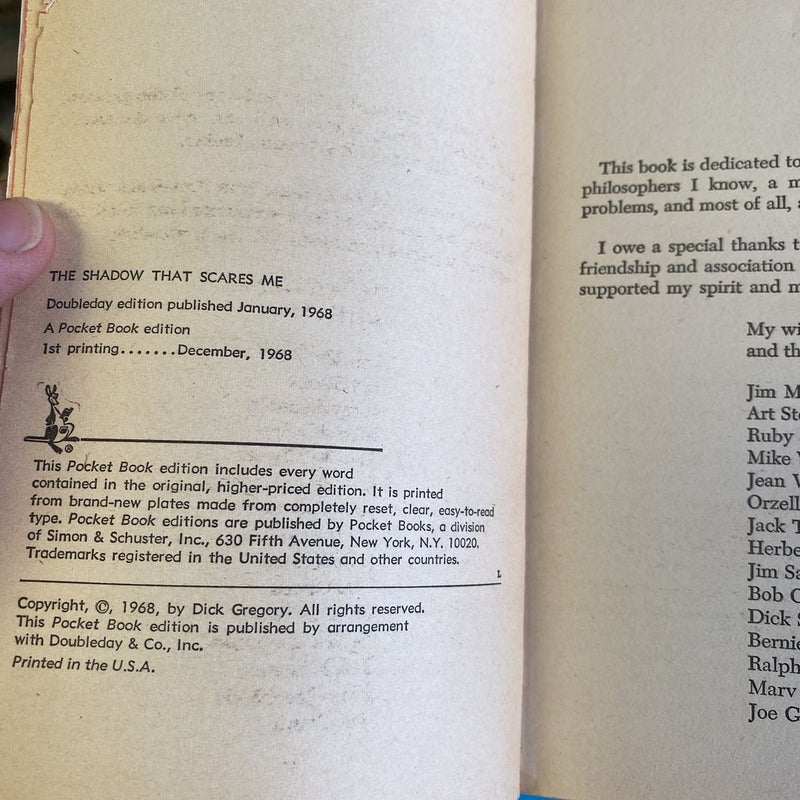 THE SHADOW THAT SCARES ME
Doubleday edition published January, 1968
A Pocket Book edition
1st printing.......December, 1968
This Pocket Book edition includes every word
contained in the original, higher-priced edition. It is printed
from brand-new plates made from completely reset, clear, easy-to-read
type. Pocket Book editions are published by Pocket Books, a division
of Simon & Schuster, Inc., 630 Fifth Avenue, New York, N.Y. 10020.
Trademarks registered in the United States and other countries.
L
Copyright, ©, 1968, by Dick Gregory. All rights reserved.
This Pocket Book edition is published by arrangement
with Doubleday & Co., Inc.
Printed in the U.S.A.
This book is dedicated to
philosophers I know, a
problems, and most of all,
I owe a special thanks
friendship and association
supported my spirit and
My
and
Jim
Art
Ruby
Mike
Jean
Orzell
Jack
Jim
Bob
Dick
Ralph
Marv
Joe